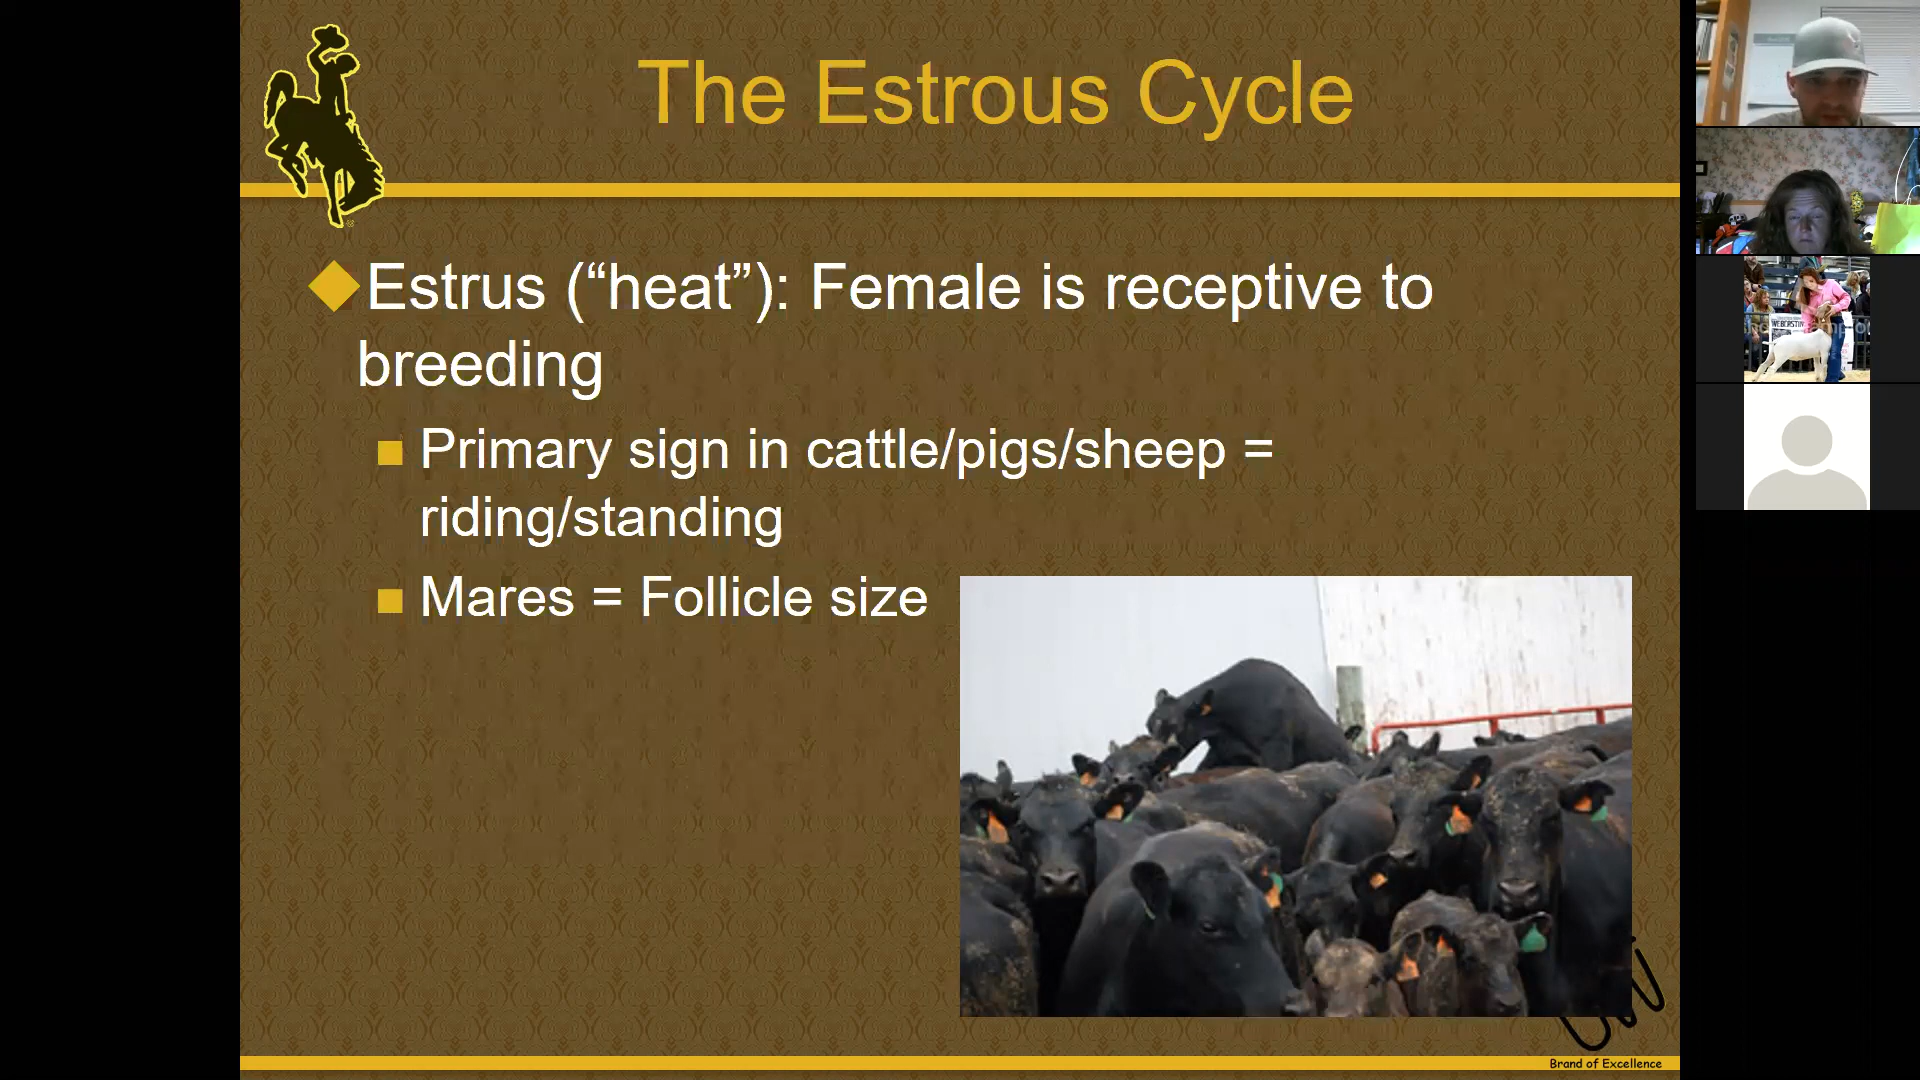 The Estrous Cycle
Estrus (“heat”): Female is receptive to
breeding
Primary sign in cattle/pigs/sheep =
riding/standing
Mares = Follicle size
Brand of Excellence